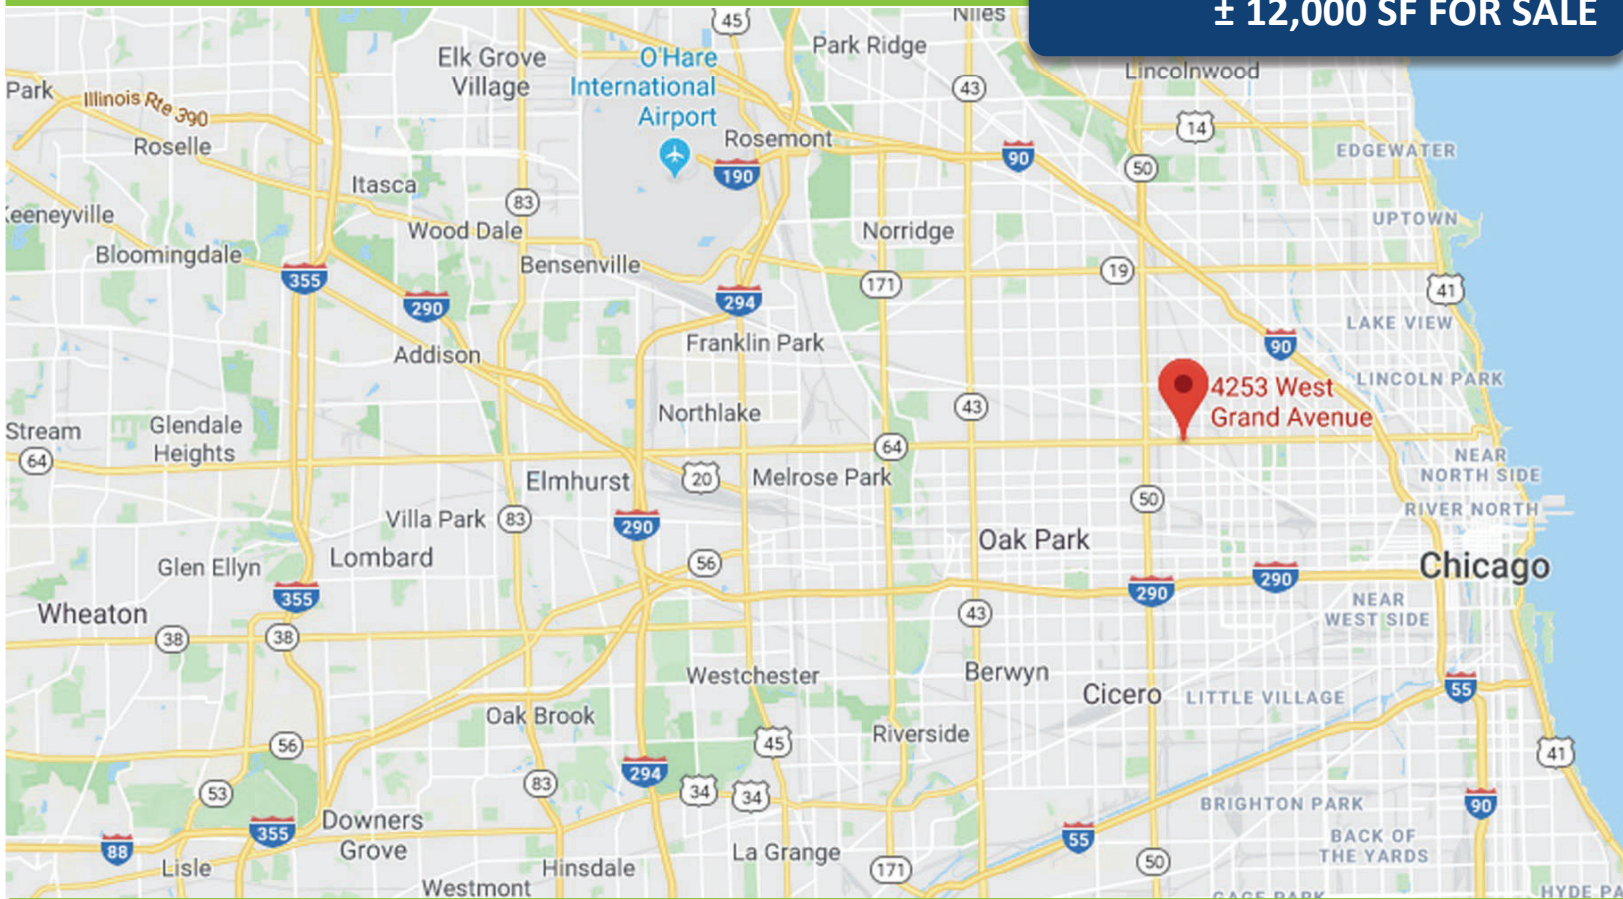 ± 12,000 SF FOR SALE
45
Niles
Park Ridge
Elk Grove
Village
O'Hare
International
Airport
Lincolnwood
43
Park
Illinois Rte 390
14
Roselle
Rosemont
EDGEWATER
90
50
190
Itasca
83
Keeneyville
UPTOWN
Wood Dale
Norridge
Bloomingdale
Bensenville
19
355
171
41
290
294
LAKE VIEW
Franklin Park
90
Addison
LINCOLN PARK
4253 West
Grand Avenue
Northlake
43
Stream
Glendale
Heights
64
64
NEAR
NORTH SIDE
Elmhurst
20
Melrose Park
50
RIVER NORTH
Villa Park
83
290
Oak Park
Lombard
Glen Ellyn
56
Chicago
290
290
355
NEAR
WEST SIDE
Wheaton
43
38
38
Westchester
Berwyn
Cicero
LITTLE VILLAGE
55
Oak Brook
Riverside
56
45
41
294
83
53
34
34
BRIGHTON PARK
90
Downers
Grove
355
55
BACK OF
THE YARDS
88
La Grange
Lisle
Hinsdale
171
50
Westmont
GAGE PARK
HYDE PA